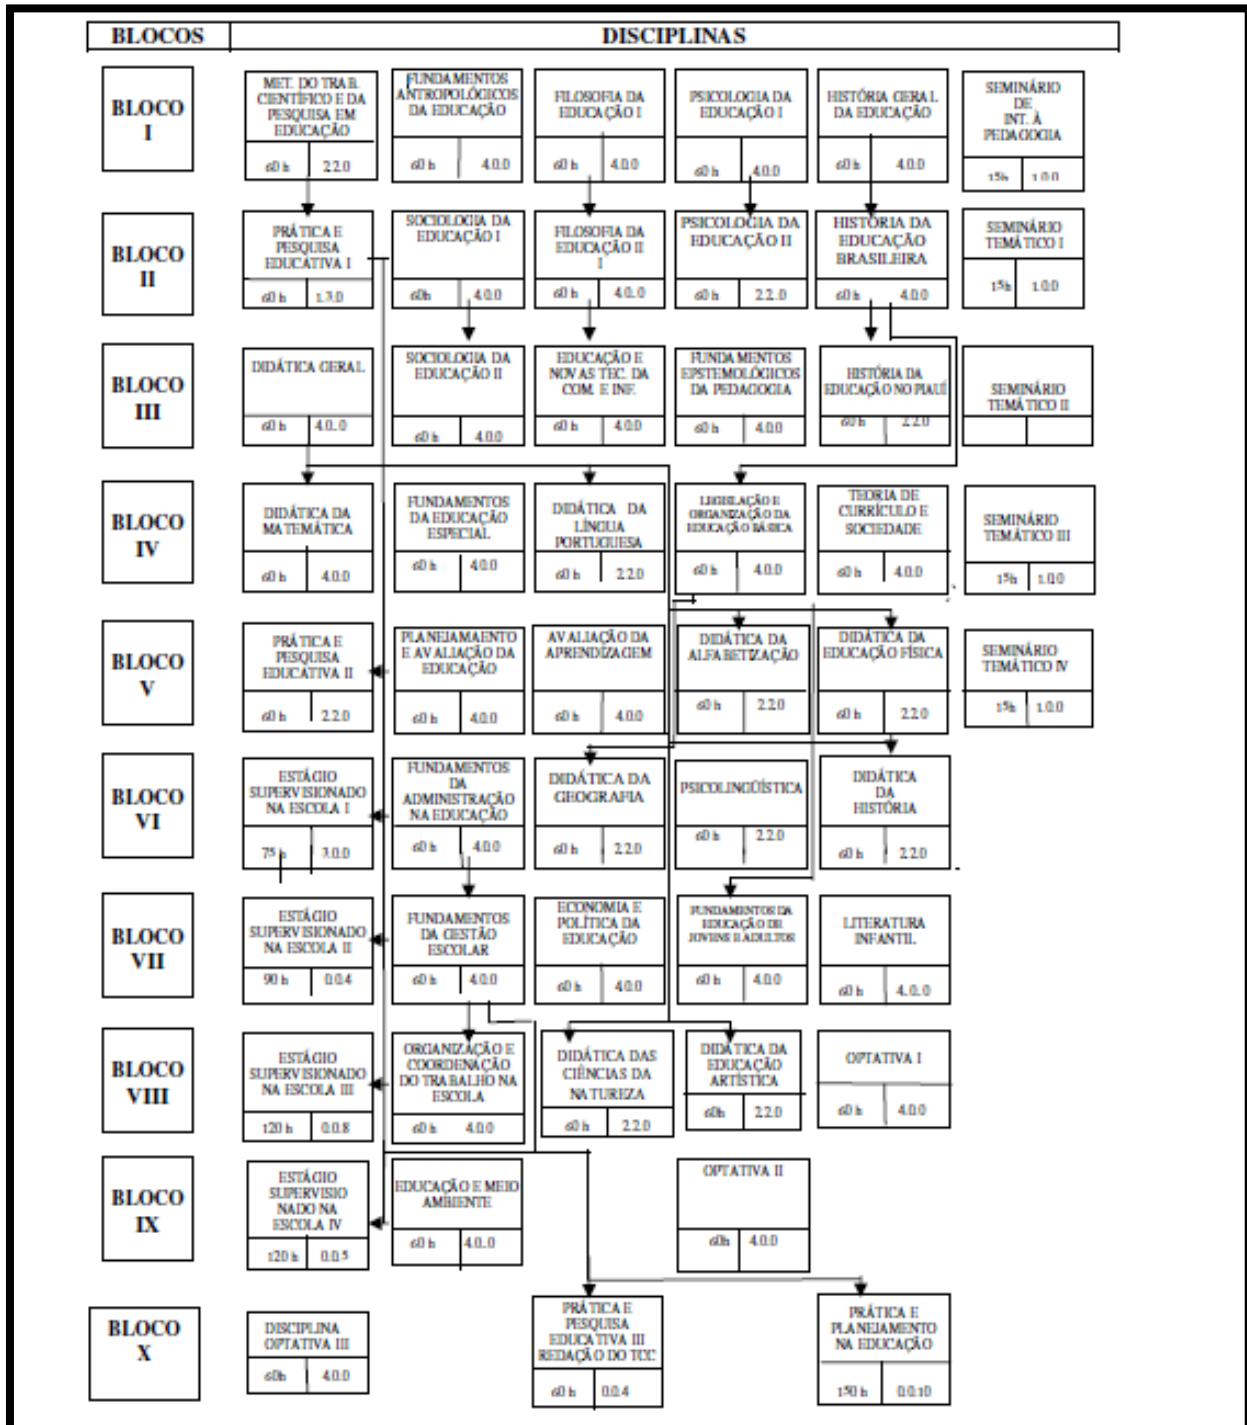 BLOCOS
DISCIPLINAS
BLOCO
I
MET. DO TRAB.
CIENTÍFICO E DA
PESQUISA EM
EDUCAÇÃO
60 h 2.2.0
FUNDAMENTOS
ANTROPOLÓGICOS
DA EDUCAÇÃO
60 h 4.0.0
FILOSOFIA DA
EDUCAÇÃO I
60 h 4.0.0
PSICOLOGIA DA
EDUCAÇÃO I
60 h 4.0.0
HISTÓRIA GERAL
DA EDUCAÇÃO
60 h 4.0.0
SEMINÁRIO
DE
INT. À
PEDAGOGIA
15h 1.0.0
BLOCO
II
PRÁTICA E
PESQUISA
EDUCATIVA I
60 h 1.3.0
SOCIOLOGIA DA
EDUCAÇÃO I
60h 4.0.0
FILOSOFIA DA
EDUCAÇÃO II
I
60 h 4.0..0
PSICOLOGIA DA
EDUCAÇÃO II
60 h 2.2..0
HISTÓRIA DA
EDUCAÇÃO
BRASILEIRA
60 h 4.0.0
SEMINÁRIO
TEMÁTICO I
15h 1.0.0
BLOCO
III
DIDÁTICA GERAL
60 h 4.0..0
SOCIOLOGIA DA
EDUCAÇÃO II
60 h 4.0.0
EDUCAÇÃO E
NOVAS TEC. DA
COM. E INF.
60 h 4.0.0
FUNDAMENTOS
EPISTEMOLÓGICOS
DA PEDAGOGIA
60 h 4.0.0
HISTÓRIA DA
EDUCAÇÃO NO PIAUÍ
60 h 2.2.0
SEMINÁRIO
TEMÁTICO II
BLOCO
IV
DIDÁTICA DA
MATEMÁTICA
60 h 4.0.0
FUNDAMENTOS
DA EDUCAÇÃO
ESPECIAL
60 h 4.0.0
DIDÁTICA DA
LÍNGUA
PORTUGUESA
60 h 2.2.0
LEGISLAÇÃO E
ORGANIZAÇÃO DA
EDUCAÇÃO BÁSICA
60 h 4.0.0
TEORIA DE
CURRÍCULO E
SOCIEDADE
60 h 4.0.0
SEMINÁRIO
TEMÁTICO III
15h 1.0.0
BLOCO
V
PRÁTICA E
PESQUISA
EDUCATIVA II
60 h 2.2.0
PLANEJAMAENTO
E AVALIAÇÃO DA
EDUCAÇÃO
60 h 4.0.0
AVALIAÇÃO DA
APRENDIZAGEM
60 h 4.0.0
DIDÁTICA DA
ALFABETIZAÇÃO
60 h 2.2.0
DIDÁTICA DA
EDUCAÇÃO FÍSICA
60 h 2.2.0
SEMINÁRIO
TEMÁTICO IV
15h 1.0.0
BLOCO
VI
ESTÁGIO
SUPERVISIONADO
NA ESCOLA I
75 h 3.0.0
FUNDAMENTOS
DA
ADMINISTRAÇÃO
NA EDUCAÇÃO
60 h 4.0.0
DIDÁTICA DA
GEOGRAFIA
60 h 2.2.0
PSICOLINGÜÍSTICA
60 h 2.2.0
DIDÁTICA
DA
HISTÓRIA
60 h 2.2.0
BLOCO
VII
ESTÁGIO
SUPERVISIONADO
NA ESCOLA II
90 h 0.0.4
FUNDAMENTOS
DA GESTÃO
ESCOLAR
60 h 4.0.0
ECONOMIA E
POLÍTICA DA
EDUCAÇÃO
60 h 4.0.0
FUNDAMENTOS DA
EDUCAÇÃO DE
JOVENS E ADULTOS
60 h 4.0.0
LITERATURA
INFANTIL
60 h 4..0..0
BLOCO
VIII
ESTÁGIO
SUPERVISIONADO
NA ESCOLA III
120 h 0.0.8
ORGANIZAÇÃO E
COORDENAÇÃO
DO TRABALHO NA
ESCOLA
60 h 4.0.0
DIDÁTICA DAS
CIÊNCIAS DA
NATUREZA
60 h 2.2.0
DIDÁTICA DA
EDUCAÇÃO
ARTÍSTICA
60h 2.2.0
OPTATIVA I
60 h 4.0.0
BLOCO
IX
ESTÁGIO
SUPERVISIO
NADO NA
ESCOLA IV
120 h 0.0.5
EDUCAÇÃO E MEIO
AMBIENTE
60 h 4.0..0
OPTATIVA II
60h 4.0.0
BLOCO
X
DISCIPLINA
OPTATIVA III
60h 4.0.0
PRÁTICA E
PESQUISA
EDUCATIVA III
REDAÇÃO DO TCC
60 h 0.0.4
PRÁTICA E
PLANEJAMENTO
NA EDUCAÇÃO
150 h 0.0.10